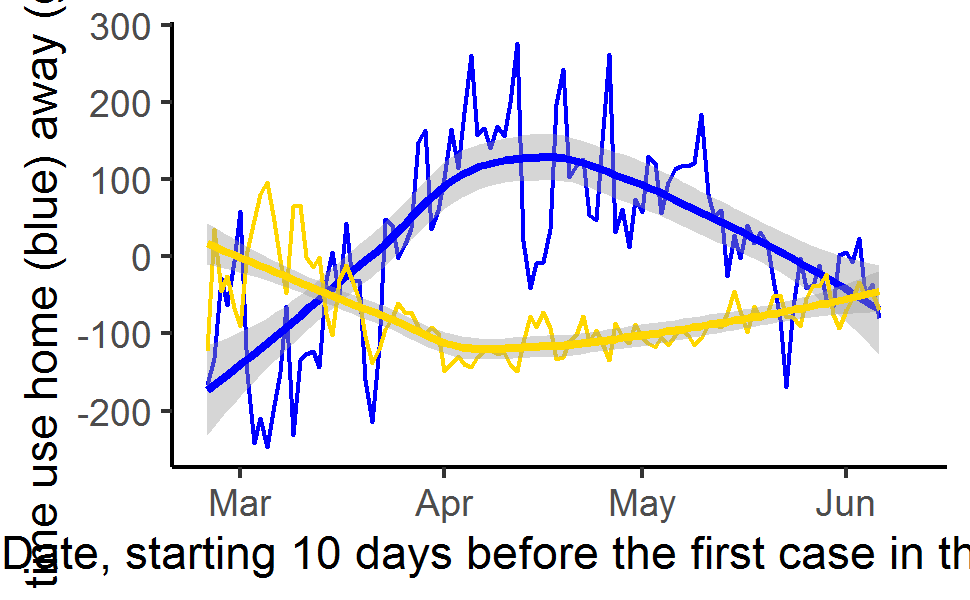 time use home (blue) away (
300
200
100
0
-100
-200
Mar Apr May Jun
Date, starting 10 days before the first case in th